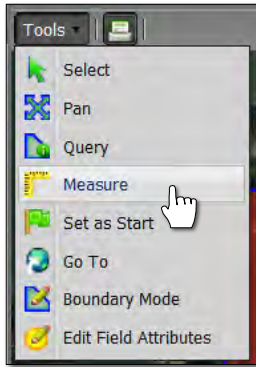 Tools
Select
Pan
Query
Measure
Set as Start
Go To
Boundary Mode
Edit Field Attributes